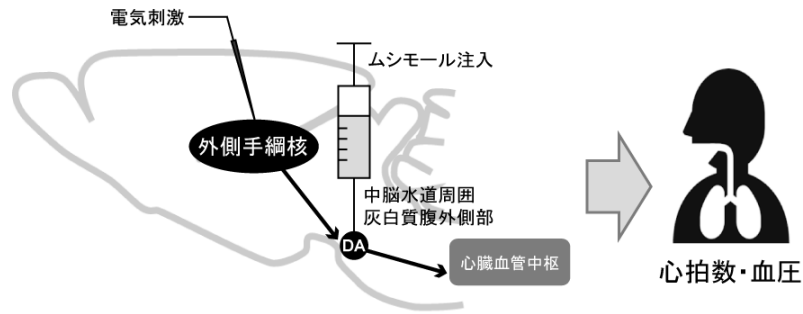 電気刺激
ムシモール注入
外側手綱核
中脳水道周囲
灰白質腹外側部
DA
心臓血管中枢
心拍数・血圧